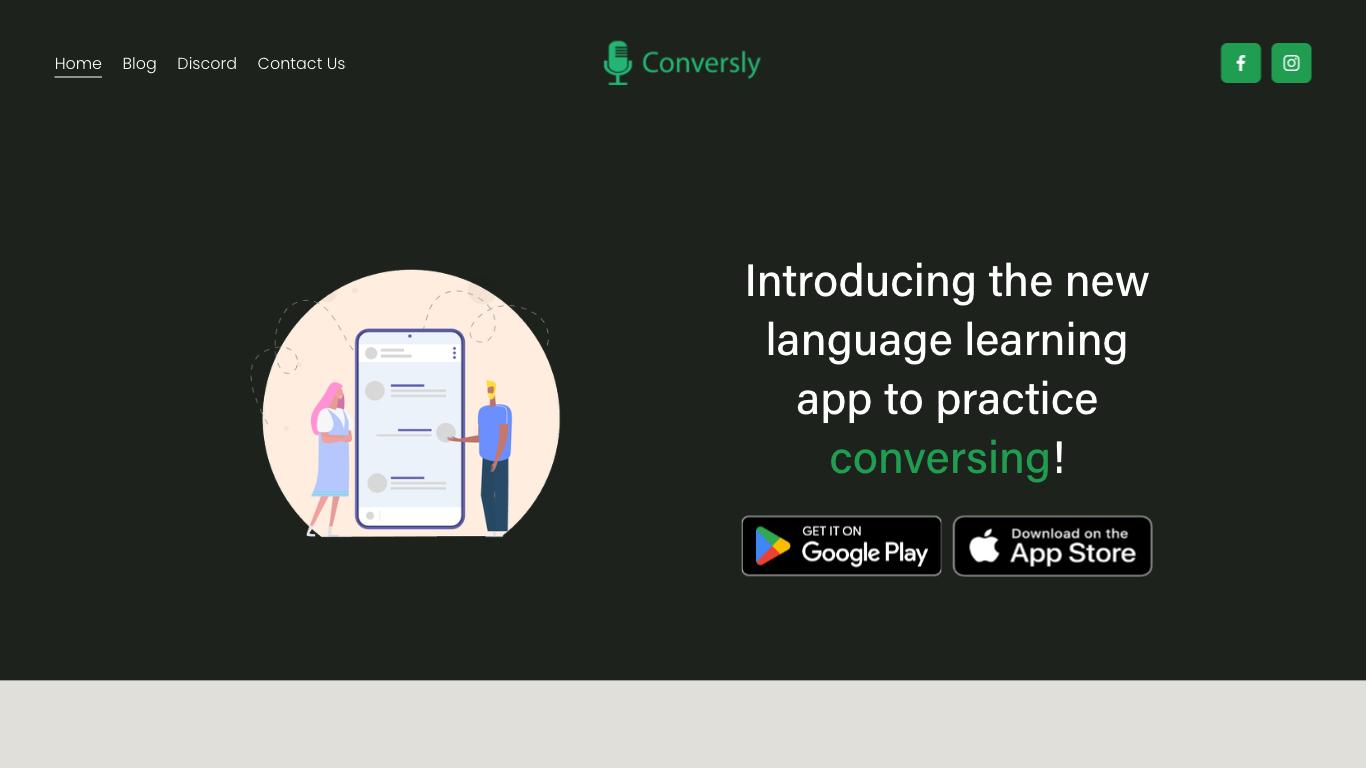 Home Blog Discord Contact Us
Conversly
Introducing the new
language learning
app to practice
conversing!
GET IT ON
Google Play
Download on the
App Store